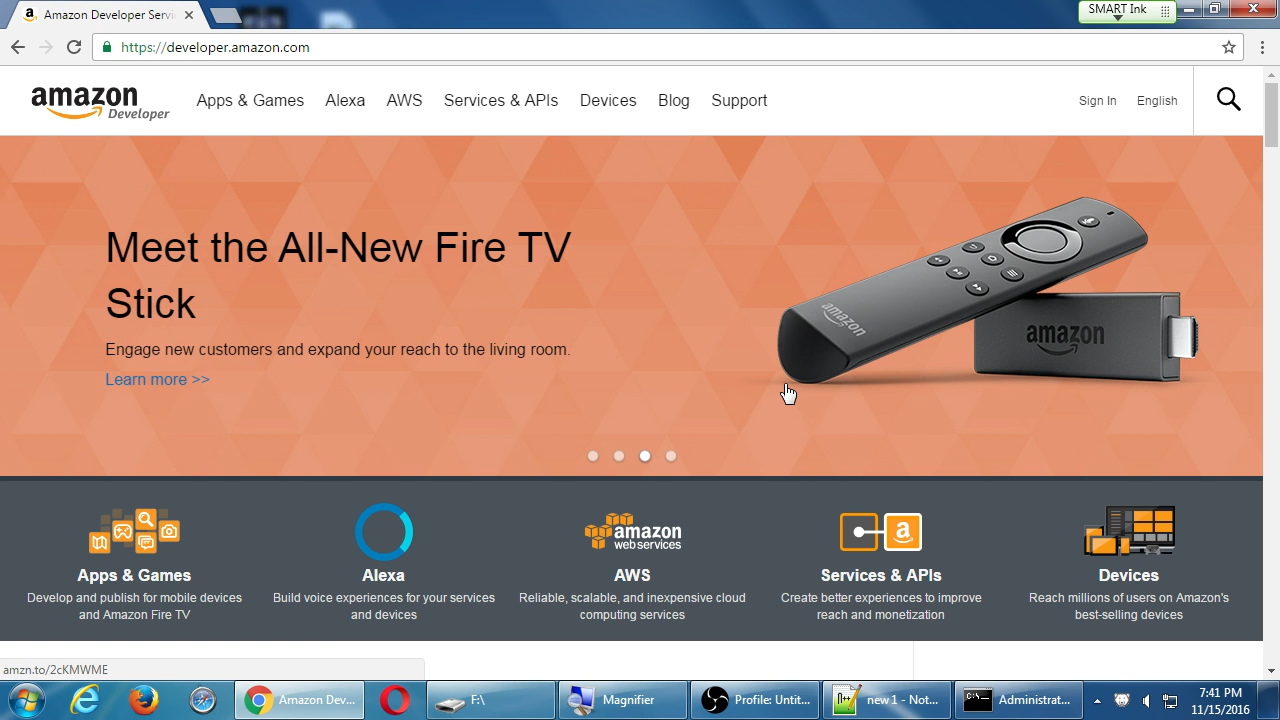 Amazon Developer Servi
SMART Ink
https://developer.amazon.com
amazon
Developer
Apps & Games
Alexa
AWS
Services & APIs
Devices
Blog
Support
Sign In
English
Meet the All-New Fire TV
Stick
Engage new customers and expand your reach to the living room.
Learn more >>
amazon
amazon
amazon
web services
a
Apps & Games
Develop and publish for mobile devices
and Amazon Fire TV
Alexa
Build voice experiences for your services
and devices
AWS
Reliable, scalable, and inexpensive cloud
computing services
Services & APIs
Create better experiences to improve
reach and monetization
Devices
Reach millions of users on Amazon's
best-selling devices
amzn.to/2cKMWME
Amazon Dev...
F:\
Magnifier
Profile: Untit...
new 1 - Not...
Administrat...
7:41 PM
11/15/2016